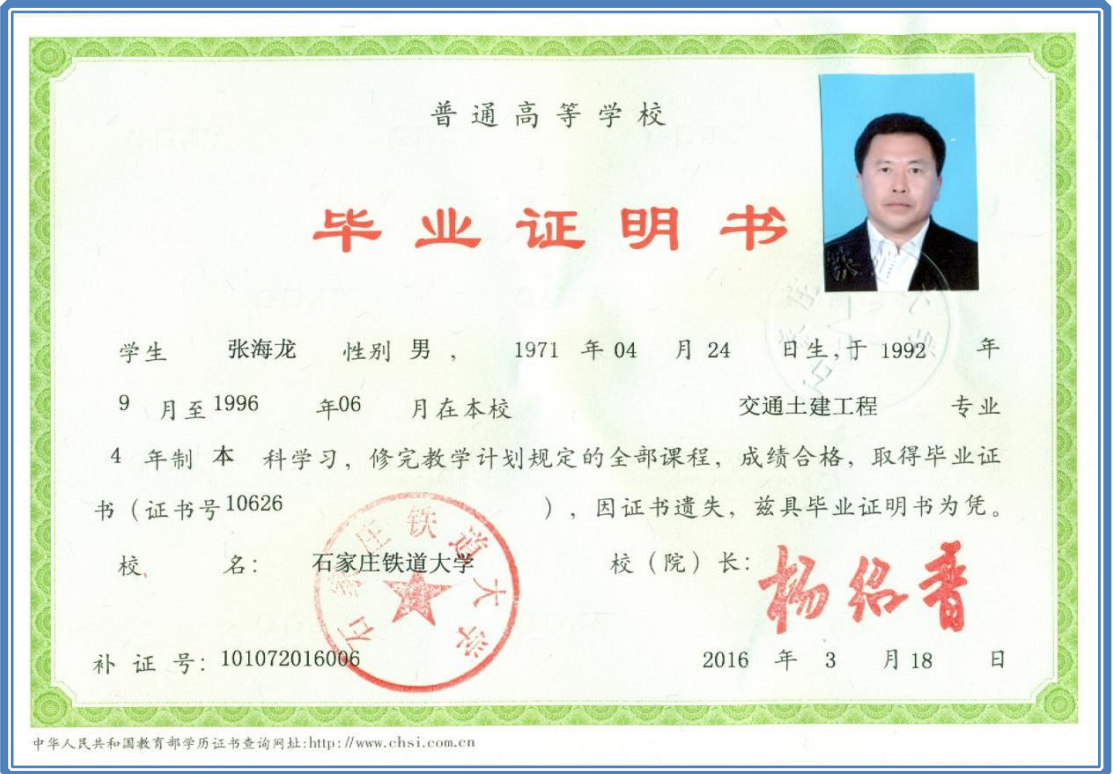 普通高等学校
毕业证明书
学生 张海龙 性别 男 ， 1971 年 04 月 24 日生，于 1992 年
9 月至 1996 年 06 月在本校 交通土建工程 专业
4 年制 本 科学习，修完教学计划规定的全部课程，成绩合格，取得毕业证
书（证书号 10626 ），因证书遗失，兹具毕业证明书为凭。
校 名： 石家庄铁道大学 校（院）长： 杨绍普
石家庄铁道大学
补 证 号：101072016006 2016 年 3 月 18 日
中华人民共和国教育部学历证书查询网址:http://www.chsi.com.cn